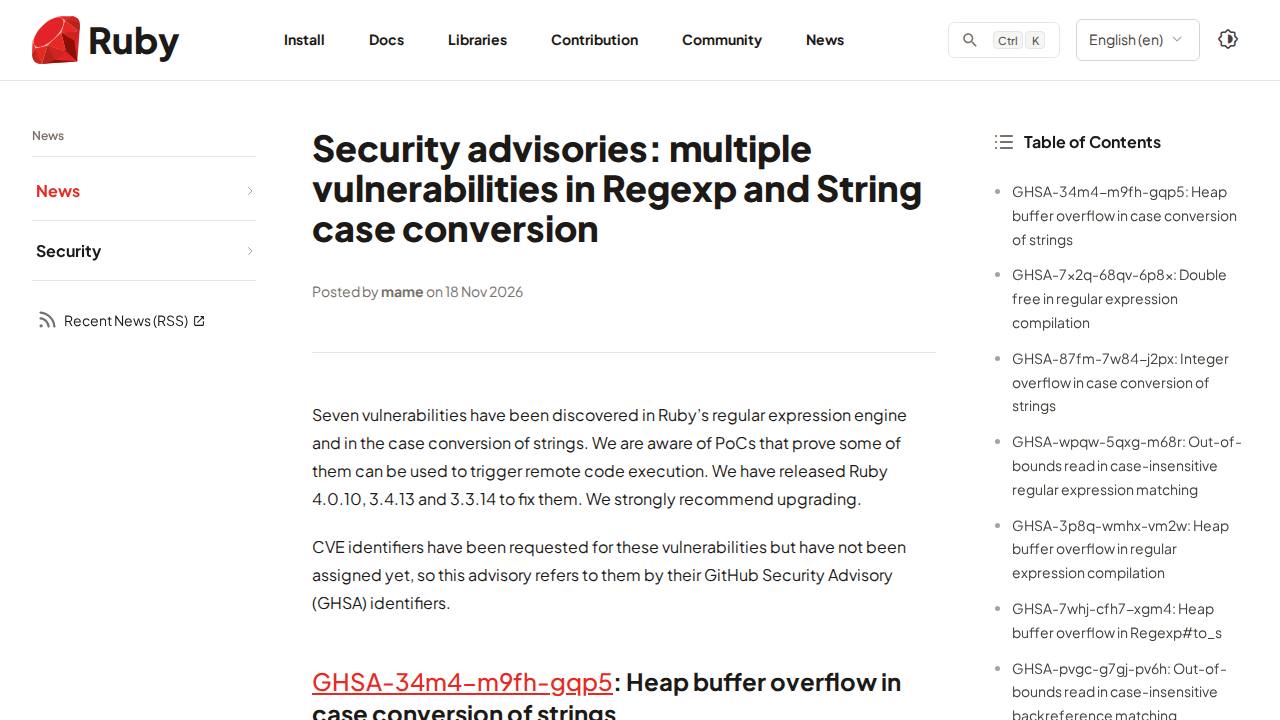 Ruby
Install Docs Libraries Contribution Community News
Ctrl K
English (en)
News
News
Security
Recent News (RSS)
Security advisories: multiple
vulnerabilities in Regexp and String
case conversion
Posted by mame on 18 Nov 2026
Seven vulnerabilities have been discovered in Ruby’s regular expression engine
and in the case conversion of strings. We are aware of PoCs that prove some of
them can be used to trigger remote code execution. We have released Ruby
4.0.10, 3.4.13 and 3.3.14 to fix them. We strongly recommend upgrading.
CVE identifiers have been requested for these vulnerabilities but have not been
assigned yet, so this advisory refers to them by their GitHub Security Advisory
(GHSA) identifiers.
GHSA-34m4-m9fh-gqp5: Heap buffer overflow in
case conversion of strings
Table of Contents
GHSA-34m4-m9fh-gqp5: Heap
buffer overflow in case conversion
of strings
GHSA-7x2q-68qv-6p8x: Double
free in regular expression
compilation
GHSA-87fm-7w84-j2px: Integer
overflow in case conversion of
strings
GHSA-wpqw-5qxg-m68r: Out-of-
bounds read in case-insensitive
regular expression matching
GHSA-3p8q-wmhx-vm2w: Heap
buffer overflow in regular
expression compilation
GHSA-7whj-cfh7-xgm4: Heap
buffer overflow in Regexp#to_s
GHSA-pvgc-g7gj-pv6h: Out-of-
bounds read in case-insensitive
backreference matching